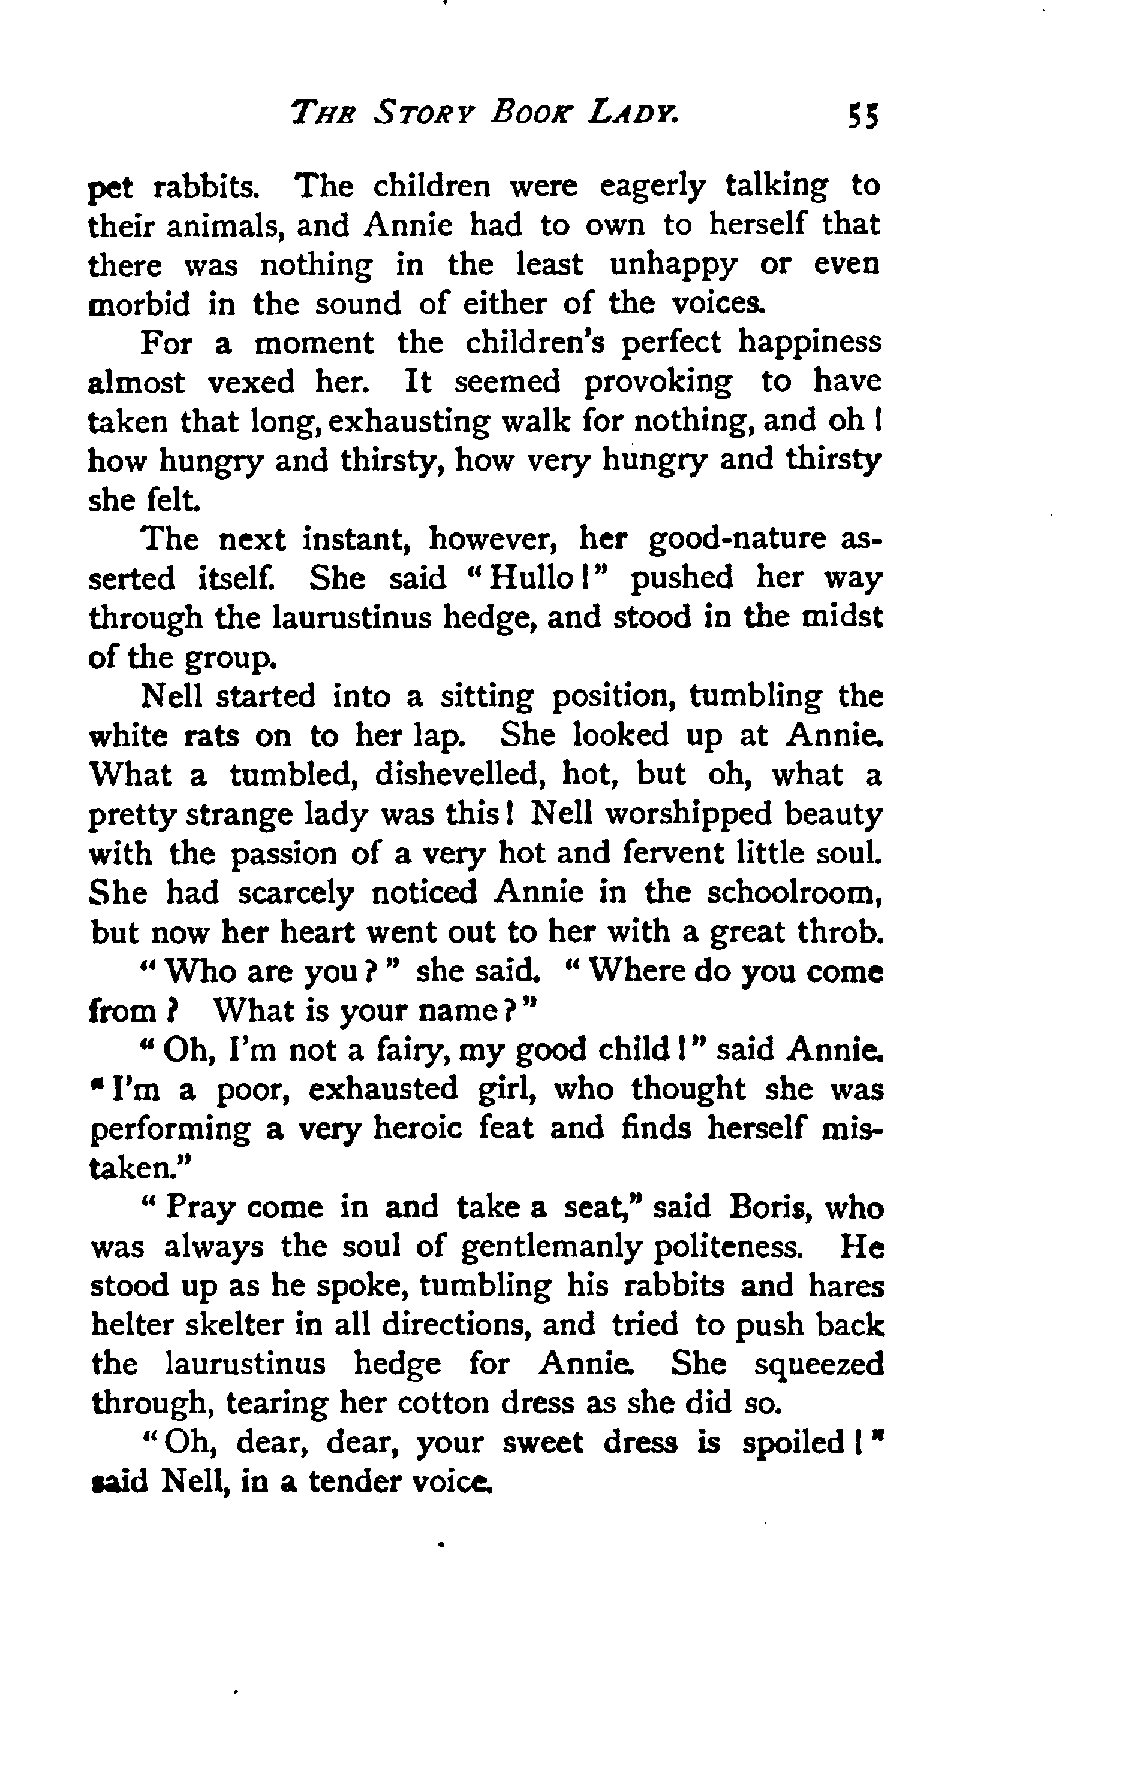 THE STORY BOOK LADY. 55
pet rabbits. The children were eagerly talking to
their animals, and Annie had to own to herself that
there was nothing in the least unhappy or even
morbid in the sound of either of the voices.
For a moment the children's perfect happiness
almost vexed her. It seemed provoking to have
taken that long, exhausting walk for nothing, and oh!
how hungry and thirsty, how very hungry and thirsty
she felt.
The next instant, however, her good-nature as-
serted itself. She said "Hullo!" pushed her way
through the laurustinus hedge, and stood in the midst
of the group.
Nell started into a sitting position, tumbling the
white rats on to her lap. She looked up at Annie.
What a tumbled, dishevelled, hot, but oh, what a
pretty strange lady was this! Nell worshipped beauty
with the passion of a very hot and fervent little soul.
She had scarcely noticed Annie in the schoolroom,
but now her heart went out to her with a great throb.
"Who are you?" she said. "Where do you come
from? What is your name?"
"Oh, I'm not a fairy, my good child!" said Annie.
"I'm a poor, exhausted girl, who thought she was
performing a very heroic feat and finds herself mis-
taken."
"Pray come in and take a seat," said Boris, who
was always the soul of gentlemanly politeness. He
stood up as he spoke, tumbling his rabbits and hares
helter skelter in all directions, and tried to push back
the laurustinus hedge for Annie. She squeezed
through, tearing her cotton dress as she did so.
"Oh, dear, dear, your sweet dress is spoiled!"
said Nell, in a tender voice.